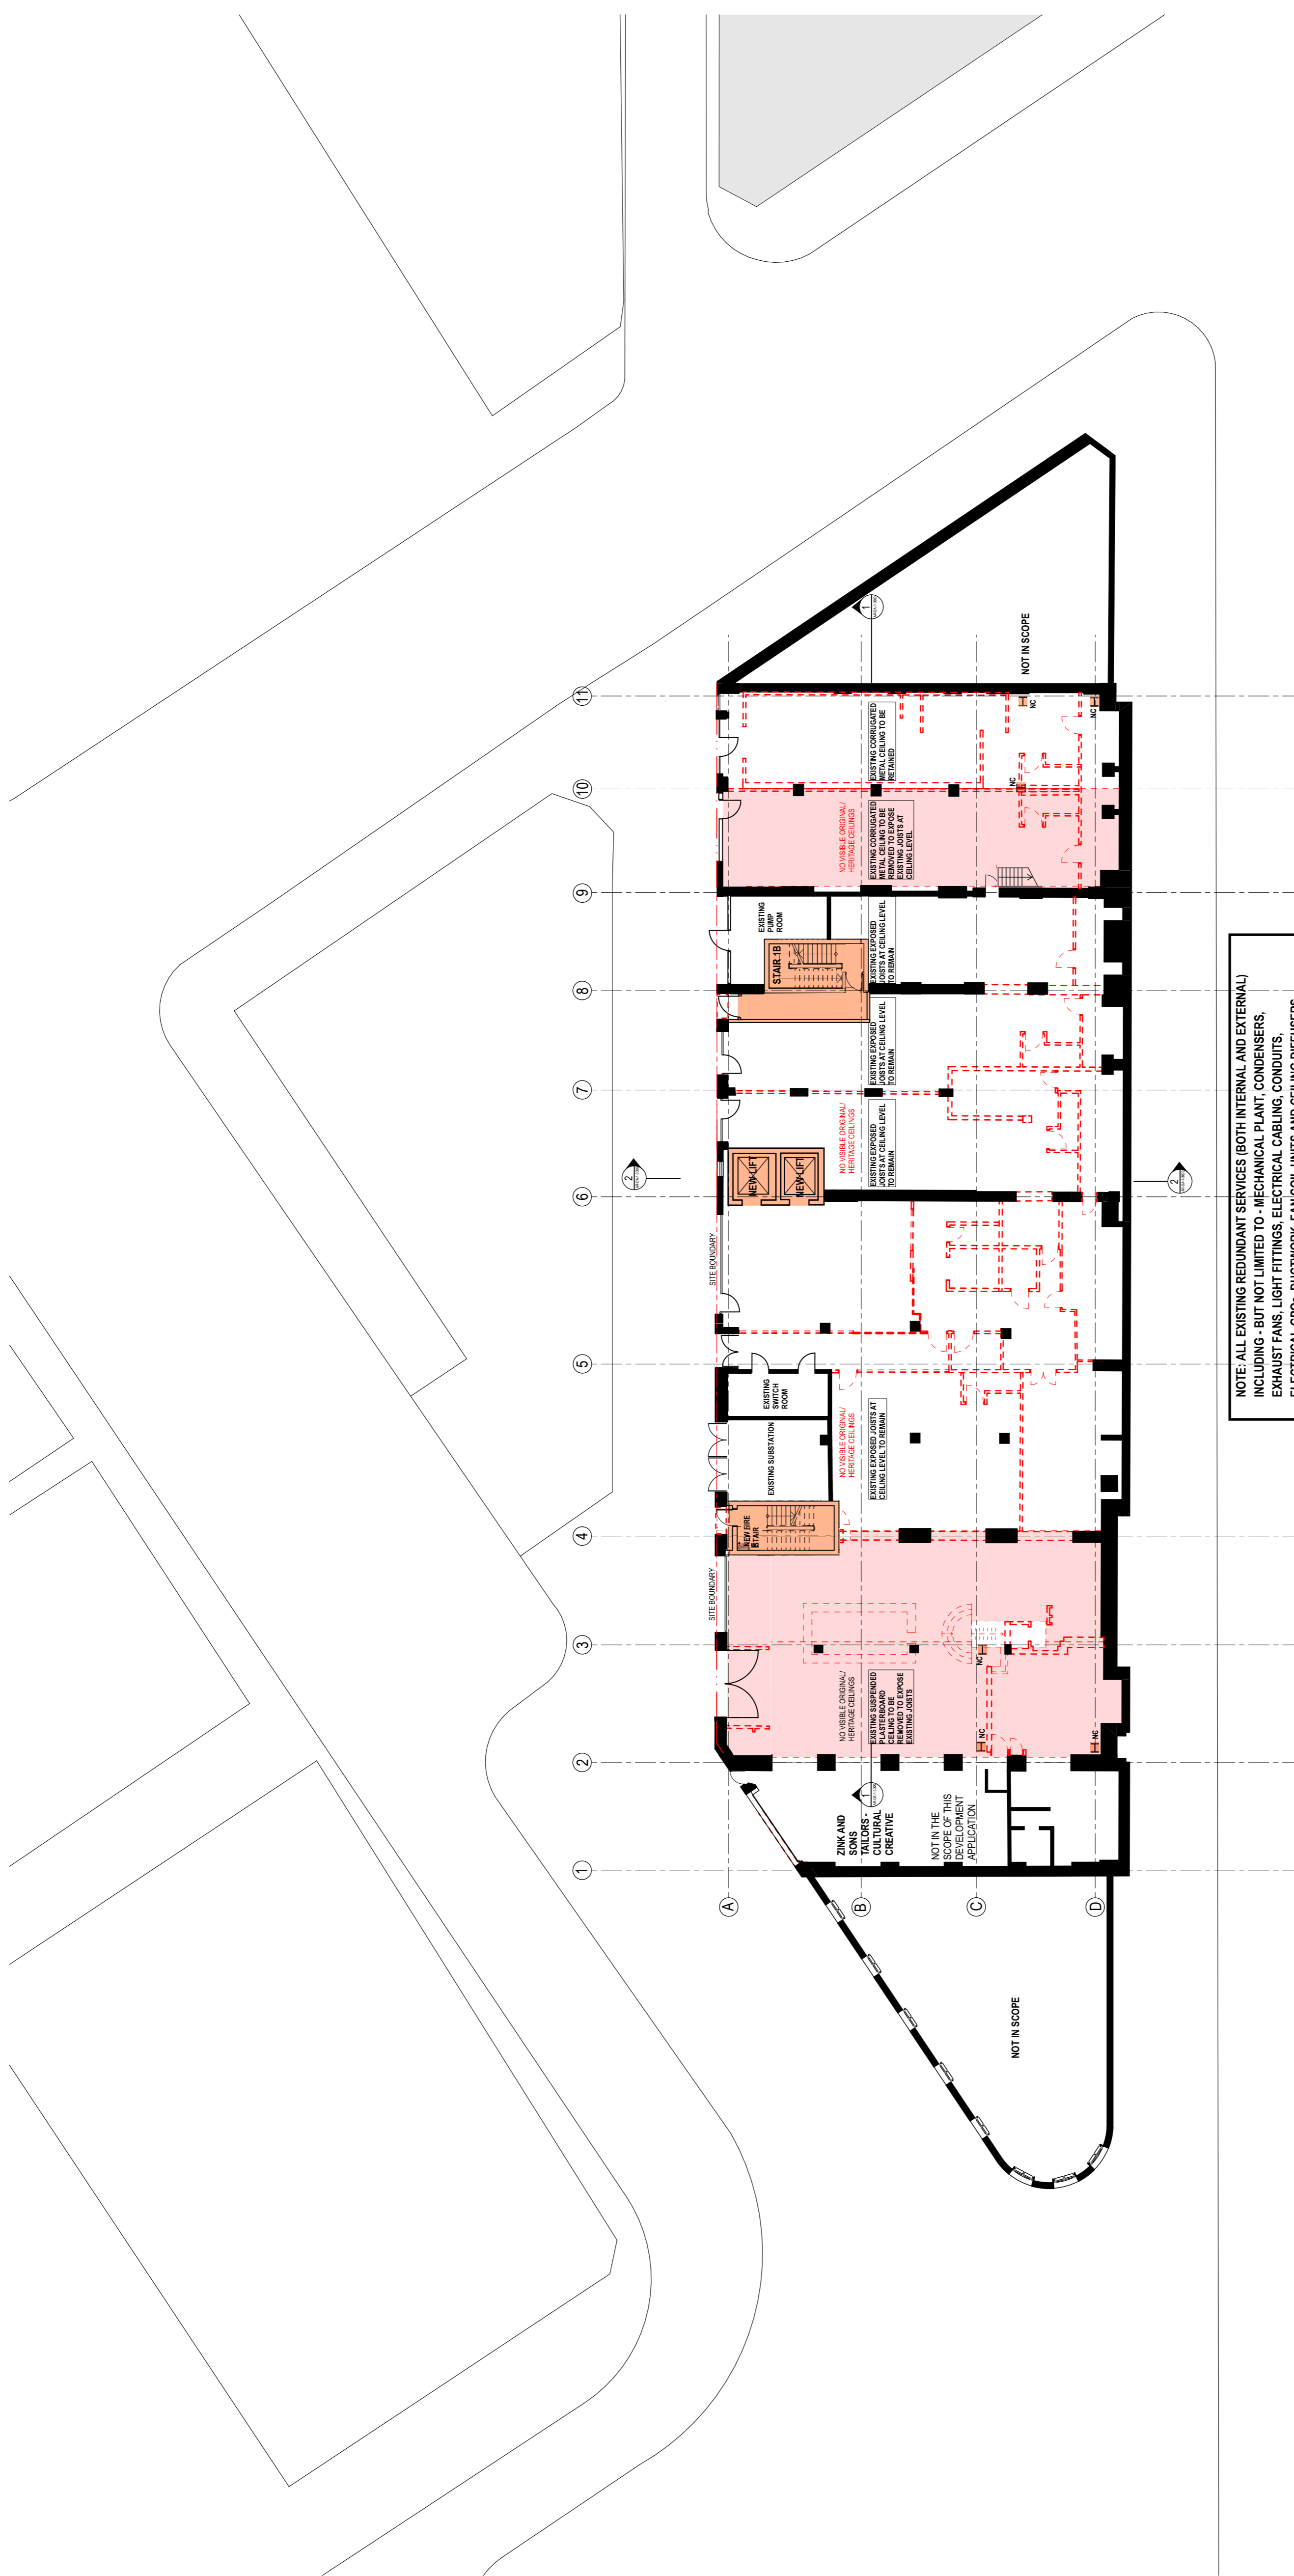 11
10
9
8
7
6
5
4
3
2
1
A
B
C
D
NOT IN SCOPE
1
NC
NC
NC
EXISTING CORRUGATED
METAL CEILING TO BE
RETAINED
NO VISIBLE ORIGINAL/
HERITAGE CEILINGS
EXISTING CORRUGATED
METAL CEILING TO BE
REMOVED TO EXPOSE
EXISTING JOISTS AT
CEILING LEVEL
EXISTING
PUMP
ROOM
STAIR 1B
EXISTING EXPOSED
JOISTS AT CEILING LEVEL
TO REMAIN
EXISTING EXPOSED
JOISTS AT CEILING LEVEL
TO REMAIN
NO VISIBLE ORIGINAL/
HERITAGE CEILINGS
EXISTING EXPOSED
JOISTS AT CEILING LEVEL
TO REMAIN
NEW LIFT
NEW LIFT
2
2
SITE BOUNDARY
EXISTING
SWITCH
ROOM
EXISTING SUBSTATION
NO VISIBLE ORIGINAL/
HERITAGE CEILINGS
EXISTING EXPOSED JOISTS AT
CEILING LEVEL TO REMAIN
NEW FIRE
STAIR
SITE BOUNDARY
NO VISIBLE ORIGINAL/
HERITAGE CEILINGS
EXISTING SUSPENDED
PLASTERBOARD
CEILING TO BE
REMOVED TO EXPOSE
EXISTING JOISTS
NC
NC
NC
1
ZINK AND
SONS
TAILORS -
CULTURAL
CREATIVE
NOT IN THE
SCOPE OF THIS
DEVELOPMENT
APPLICATION
NOT IN SCOPE
NOTE: ALL EXISTING REDUNDANT SERVICES (BOTH INTERNAL AND EXTERNAL)
INCLUDING - BUT NOT LIMITED TO - MECHANICAL PLANT, CONDENSERS,
EXHAUST FANS, LIGHT FITTINGS, ELECTRICAL CABLING, CONDUITS,
ELECTRICAL GPOs, DUCTWORK, FANCOIL UNITS AND CEILING DIFFUSERS